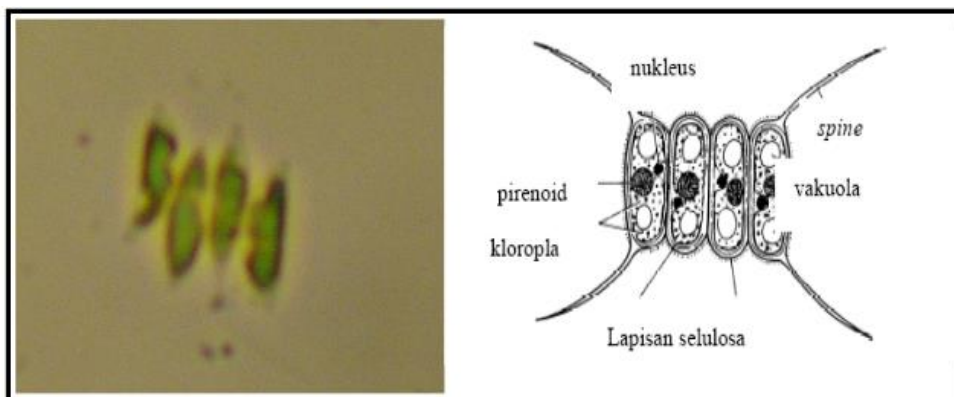 nukleus
spine
pirenoid
vakuola
kloropla
Lapisan selulosa